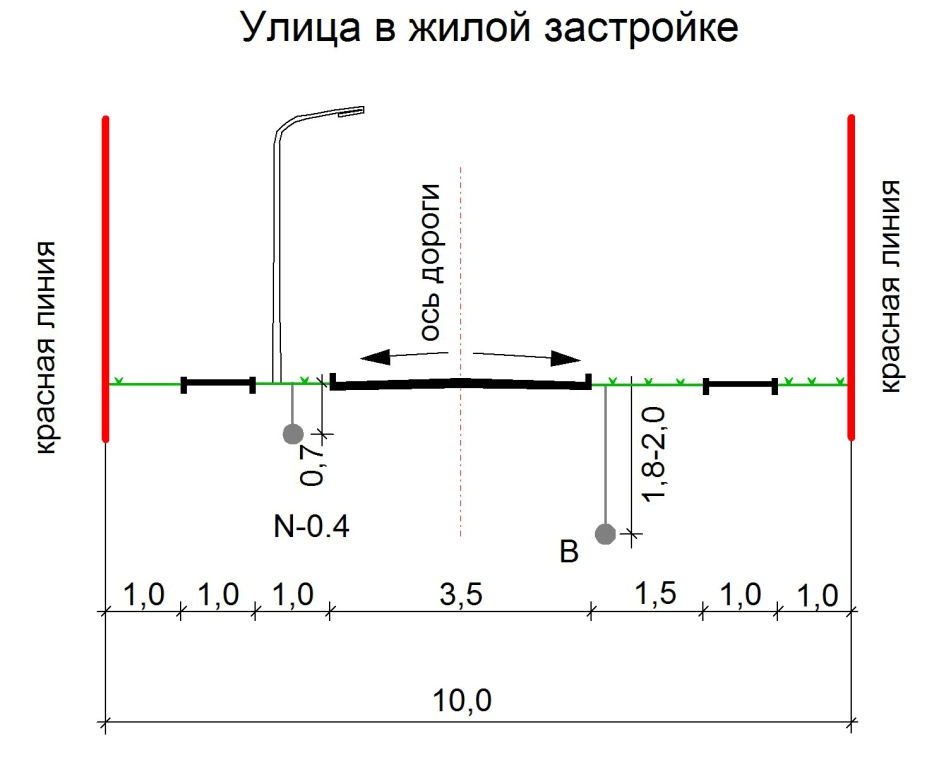 Улица в жилой застройке
красная линия
ось дороги
красная линия
0,7
1,8-2,0
N-0.4
В
1,0 1,0 1,0 3,5 1,5 1,0 1,0
10,0